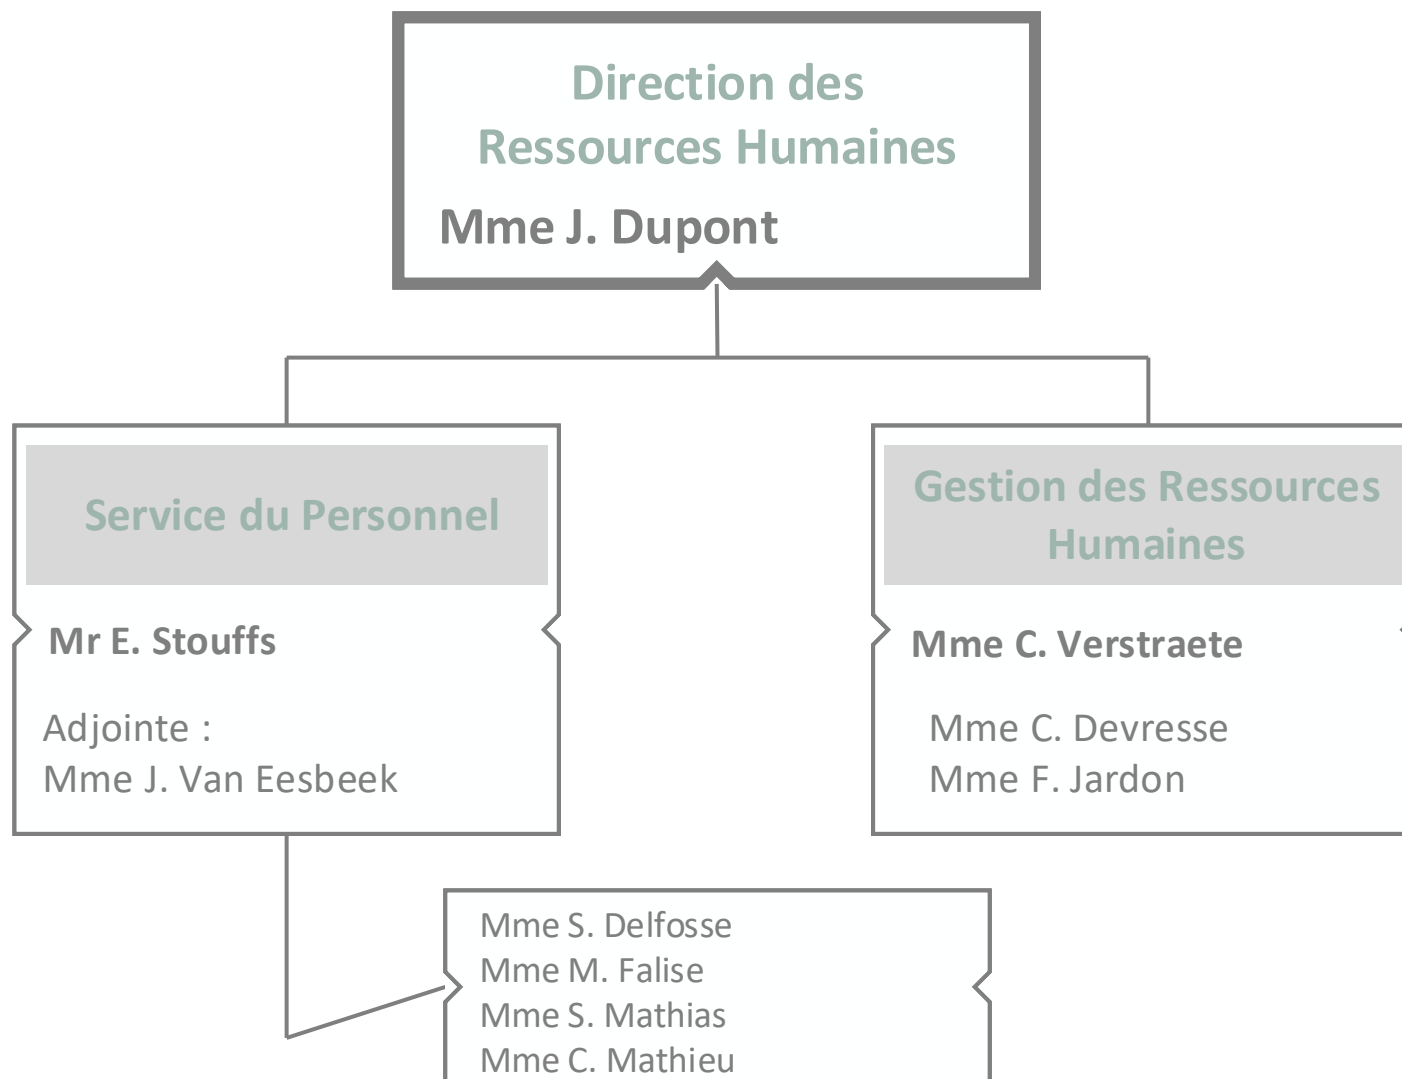 Direction des
Ressources Humaines
Mme J. Dupont
Service du Personnel
Mr E. Stouffs
Adjointe :
Mme J. Van Eesbeek
Gestion des Ressources
Humaines
Mme C. Verstraete
Mme C. Devresse
Mme F. Jardon
Mme S. Delfosse
Mme M. Falise
Mme S. Mathias
Mme C. Mathieu